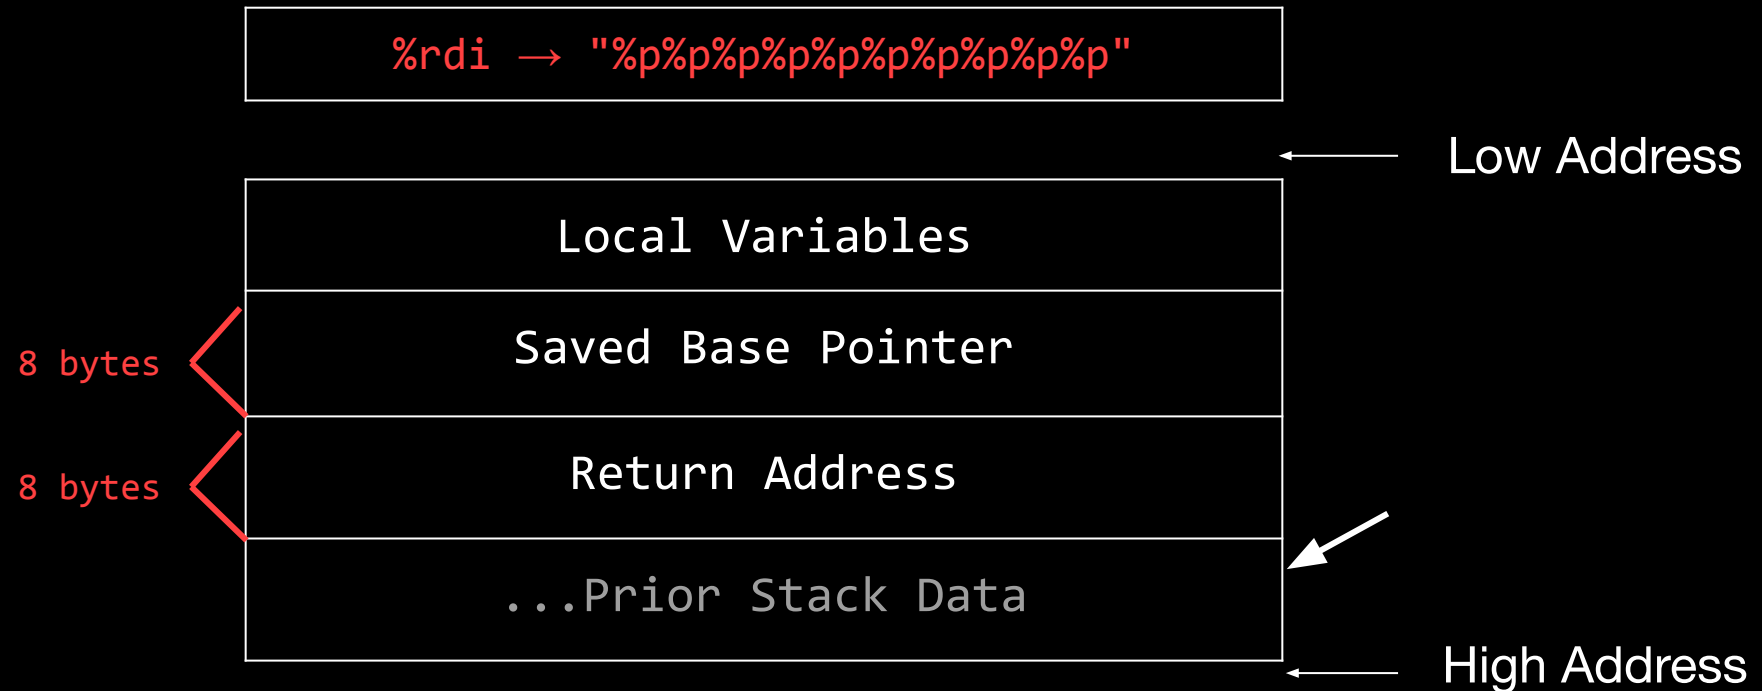 %rdi → "%p%p%p%p%p%p%p%p%p%p"
Low Address
Local Variables
Saved Base Pointer
8 bytes
Return Address
8 bytes
...Prior Stack Data
High Address